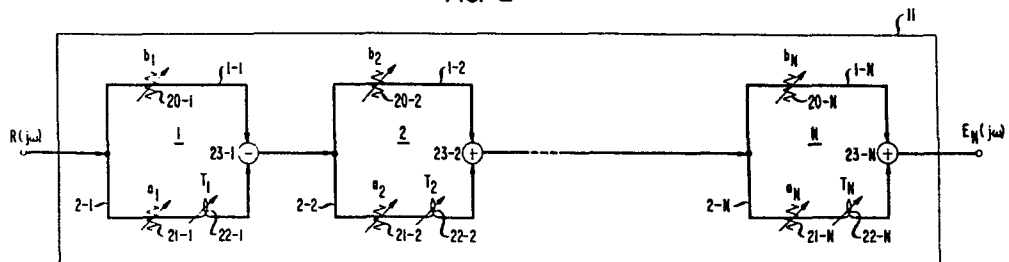 FIG. 2
11
b1 1-1 b2 1-2 bN 1-N
20-1 20-2 20-N
R(jω) 1 23-1 − 2 23-2 + N 23-N + EN(jω)
a1 T1 a2 T2 aN TN
2-1 2-2 2-N
21-1 22-1 21-2 22-2 21-N 22-N